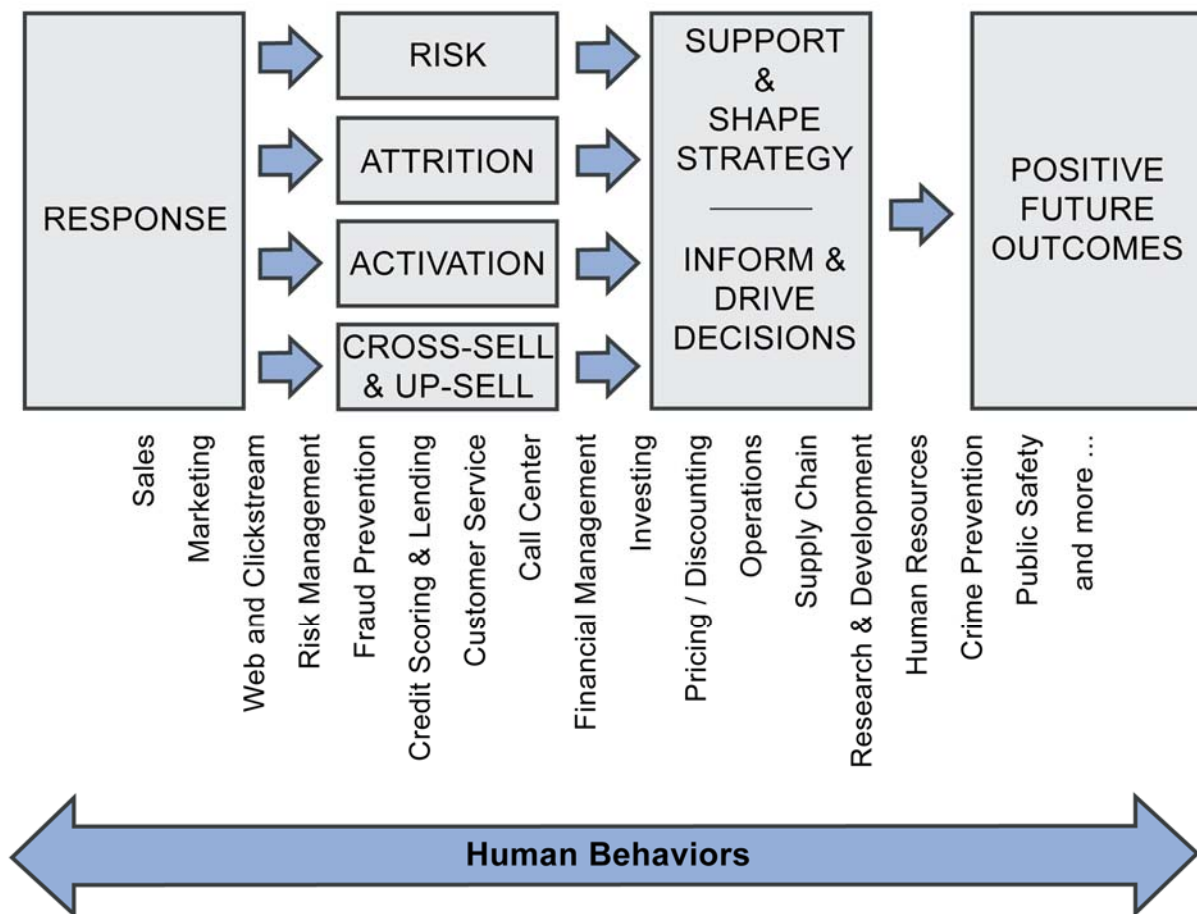 RESPONSE
RISK
ATTRITION
ACTIVATION
CROSS-SELL
& UP-SELL
SUPPORT
&
SHAPE
STRATEGY
INFORM &
DRIVE
DECISIONS
POSITIVE
FUTURE
OUTCOMES
Sales
Marketing
Web and Clickstream
Risk Management
Fraud Prevention
Credit Scoring & Lending
Customer Service
Call Center
Financial Management
Investing
Pricing / Discounting
Operations
Supply Chain
Research & Development
Human Resources
Crime Prevention
Public Safety
and more ...
Human Behaviors